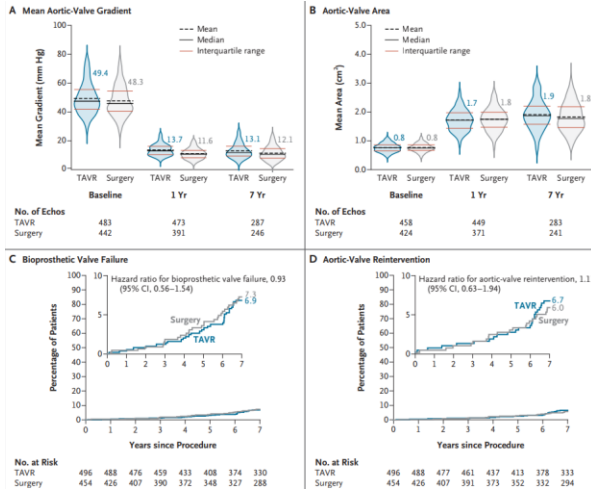 A Mean Aortic-Valve Gradient
Mean Gradient (mm Hg)
100
80
60
40
20
0
Mean
Median
Interquartile range
49.4
48.3
13.7
11.6
13.1
12.1
TAVR Surgery TAVR Surgery TAVR Surgery
Baseline 1 Yr 7 Yr
No. of Echos
TAVR 483 473 287
Surgery 442 391 246
B Aortic-Valve Area
Mean Area (cm2)
5.0
4.0
3.0
2.0
1.0
0.0
Mean
Median
Interquartile range
0.8
0.8
1.7
1.8
1.9
1.8
TAVR Surgery TAVR Surgery TAVR Surgery
Baseline 1 Yr 7 Yr
No. of Echos
TAVR 458 449 283
Surgery 424 371 241
C Bioprosthetic Valve Failure
Percentage of Patients
100
90
80
70
60
50
40
30
20
10
0
10
5
0
Hazard ratio for bioprosthetic valve failure, 0.93
(95% CI, 0.56–1.54)
7.3
6.9
Surgery
TAVR
0 1 2 3 4 5 6 7
0 1 2 3 4 5 6 7
Years since Procedure
No. at Risk
TAVR 496 488 476 459 433 408 374 330
Surgery 454 426 407 390 372 348 327 288
D Aortic-Valve Reintervention
Percentage of Patients
100
90
80
70
60
50
40
30
20
10
0
10
5
0
Hazard ratio for aortic-valve reintervention, 1.1
(95% CI, 0.63–1.94)
TAVR
6.7
6.0
Surgery
0 1 2 3 4 5 6 7
0 1 2 3 4 5 6 7
Years since Procedure
No. at Risk
TAVR 496 488 477 461 437 413 378 333
Surgery 454 426 407 391 373 352 332 294